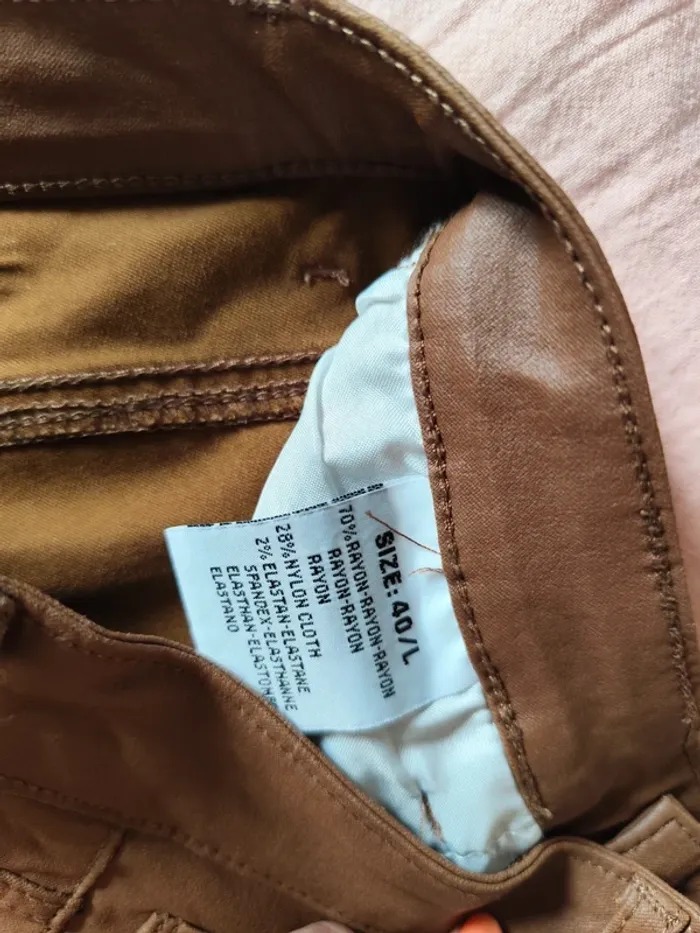 SIZE: 40/L
70% RAYON-RAYON-RAYON
RAYON-RAYON
RAYON
28% NYLON CLOTH
2% ELASTAN-ELASTANE
SPANDEX-ELASTHANNE
ELASTHAN-ELASTOM
ELASTANO